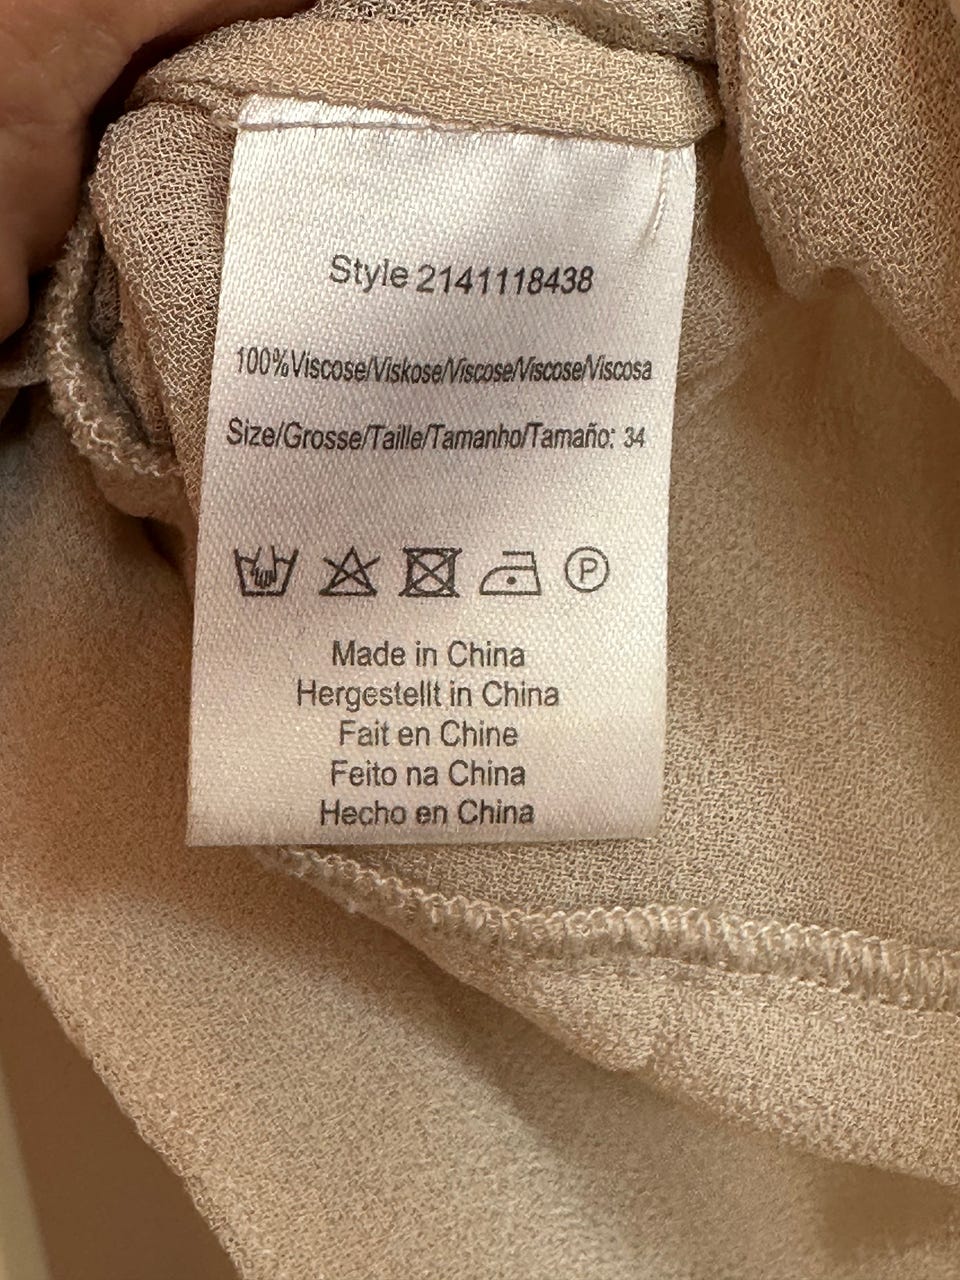 Style 2141118438
100%Viscose/Viskose/Viscose/Viscose/Viscosa
Size/Grosse/Taille/Tamanho/Tamaño: 34
P
Made in China
Hergestellt in China
Fait en Chine
Feito na China
Hecho en China